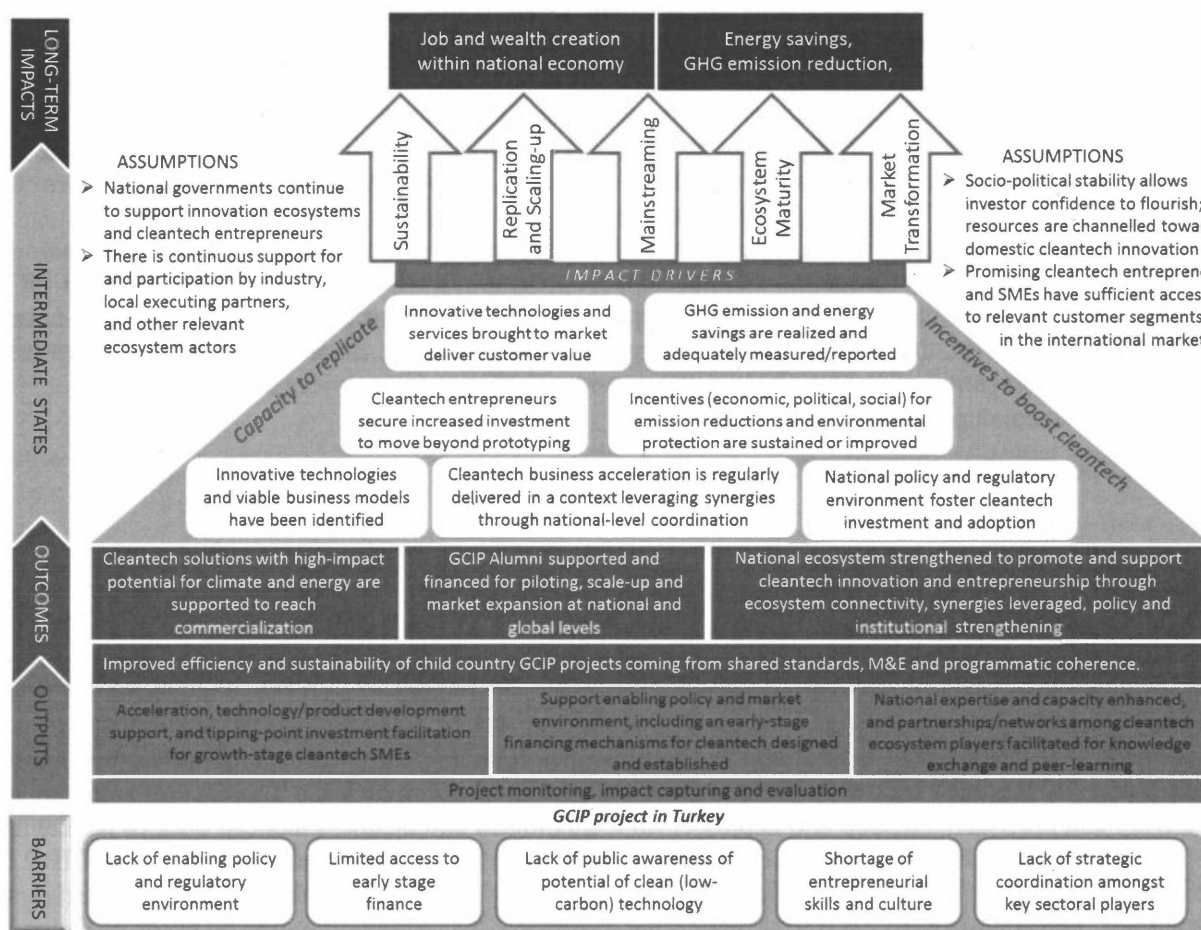 LONG-TERM
IMPACTS
INTERMEDIATE STATES
OUTCOMES
OUTPUTS
BARRIERS
Job and wealth creation
within national economy
Energy savings,
GHG emission reduction,
Sustainability
Replication
and Scaling-up
Mainstreaming
Ecosystem
Maturity
Market
Transformation
IMPACT DRIVERS
ASSUMPTIONS
➢ National governments continue
to support innovation ecosystems
and cleantech entrepreneurs
➢ There is continuous support for
and participation by industry,
local executing partners,
and other relevant
ecosystem actors
ASSUMPTIONS
➢ Socio-political stability allows
investor confidence to flourish;
resources are channelled towa
domestic cleantech innovation
➢ Promising cleantech entreprene
and SMEs have sufficient acces
to relevant customer segments
in the international market
Capacity to replicate
Incentives to boost cleantech
Innovative technologies and
services brought to market
deliver customer value
GHG emission and energy
savings are realized and
adequately measured/reported
Cleantech entrepreneurs
secure increased investment
to move beyond prototyping
Incentives (economic, political, social) for
emission reductions and environmental
protection are sustained or improved
Innovative technologies
and viable business models
have been identified
Cleantech business acceleration is regularly
delivered in a context leveraging synergies
through national-level coordination
National policy and regulatory
environment foster cleantech
investment and adoption
Cleantech solutions with high-impact
potential for climate and energy are
supported to reach
commercialization
GCIP Alumni supported and
financed for piloting, scale-up and
market expansion at national and
global levels
National ecosystem strengthened to promote and support
cleantech innovation and entrepreneurship through
ecosystem connectivity, synergies leveraged, policy and
institutional strengthening
Improved efficiency and sustainability of child country GCIP projects coming from shared standards, M&E and programmatic coherence.
Acceleration, technology/product development
support, and tipping-point investment facilitation
for growth-stage cleantech SMEs
Support enabling policy and market
environment, including an early-stage
financing mechanisms for cleantech designed
and established
National expertise and capacity enhanced,
and partnerships/networks among cleantech
ecosystem players facilitated for knowledge
exchange and peer-learning
Project monitoring, impact capturing and evaluation
GCIP project in Turkey
Lack of enabling policy
and regulatory
environment
Limited access to
early stage
finance
Lack of public awareness of
potential of clean (low-
carbon) technology
Shortage of
entrepreneurial
skills and culture
Lack of strategic
coordination amongst
key sectoral players